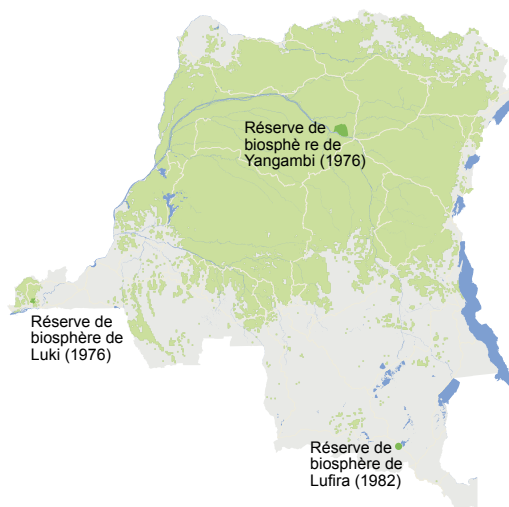 Réserve de
biosphè re de
Yangambi (1976)
Réserve de
biosphère de
Luki (1976)
Réserve de
biosphère de
Lufira (1982)